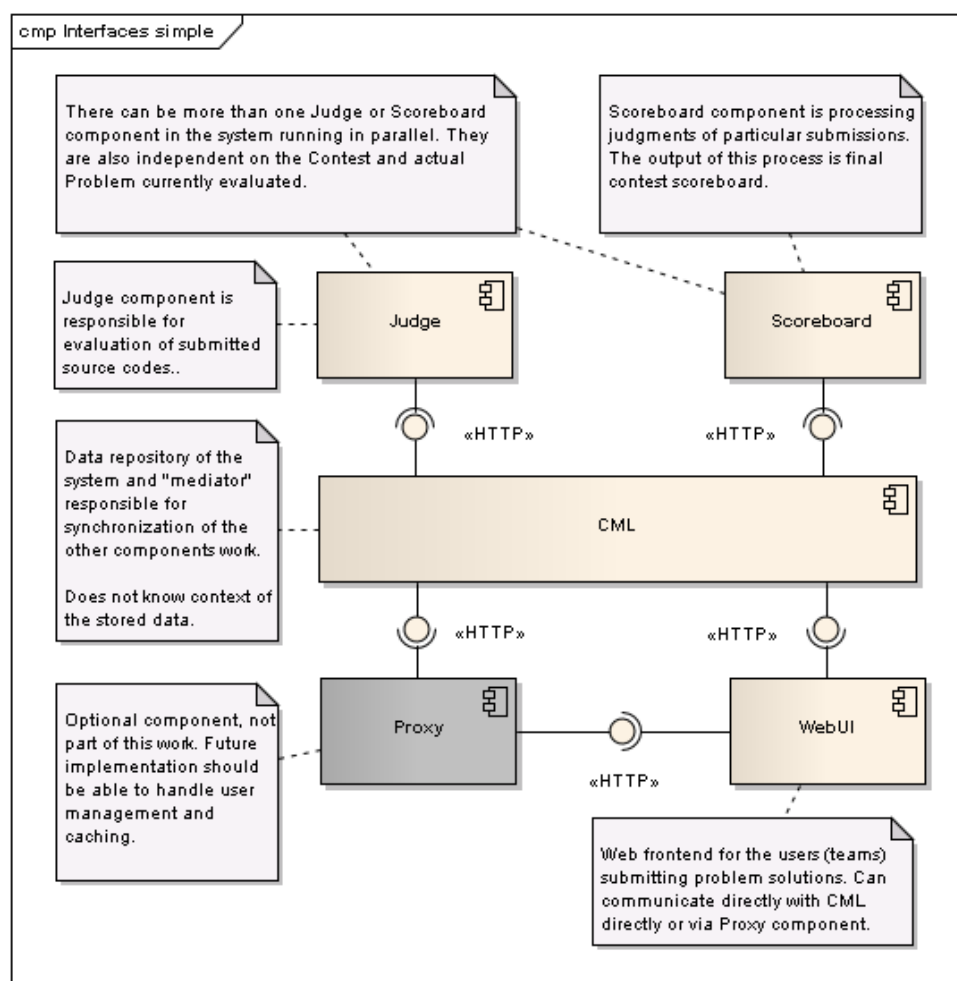 cmp Interfaces simple
There can be more than one Judge or Scoreboard
component in the system running in parallel. They
are also independent on the Contest and actual
Problem currently evaluated.
Scoreboard component is processing
judgments of particular submissions.
The output of this process is final
contest scoreboard.
Judge component is
responsible for
evaluation of submitted
source codes..
Judge
Scoreboard
«HTTP»
«HTTP»
Data repository of the
system and "mediator"
responsible for
synchronization of the
other components work.
Does not know context of
the stored data.
CML
«HTTP»
«HTTP»
Optional component, not
part of this work. Future
implementation should
be able to handle user
management and
caching.
Proxy
WebUI
«HTTP»
Web frontend for the users (teams)
submitting problem solutions. Can
communicate directly with CML
directly or via Proxy component.